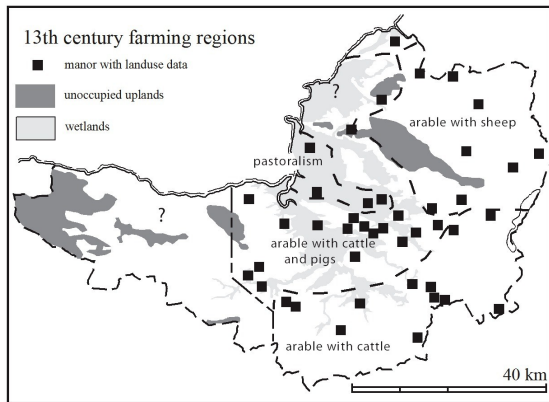 13th century farming regions
manor with landuse data
unoccupied uplands
wetlands
?
arable with sheep
pastoralism
?
arable with cattle
and pigs
arable with cattle
40 km